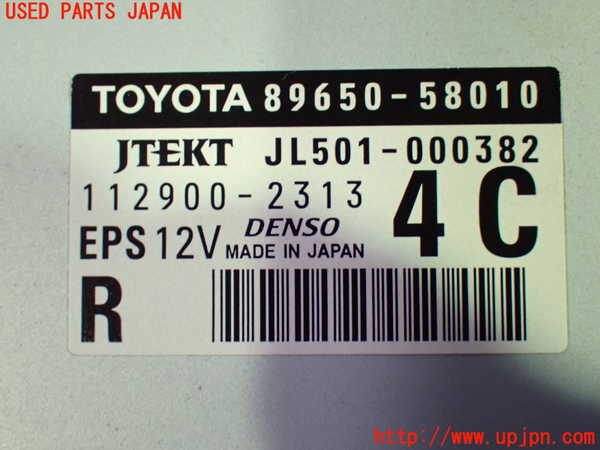 USED PARTS JAPAN
TOYOTA 89650-58010
JTEKT JL501-000382
112900-2313
4C
EPS 12V DENSO
MADE IN JAPAN
R
http://www.upjpn.com/